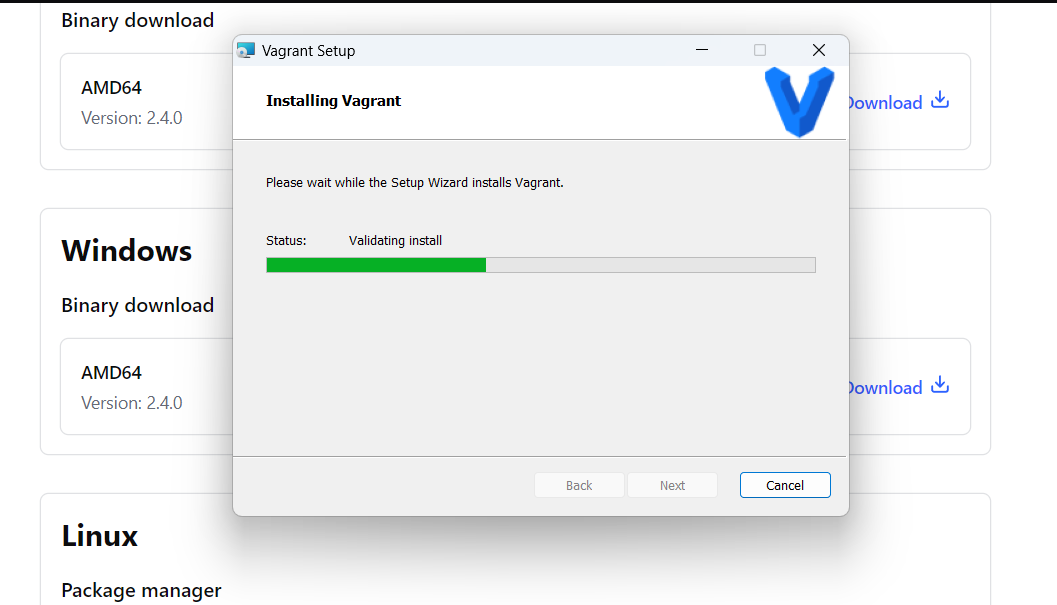 Binary download
AMD64
Version: 2.4.0
Download
Vagrant Setup
Installing Vagrant
Please wait while the Setup Wizard installs Vagrant.
Status: Validating install
Back Next Cancel
Windows
Binary download
AMD64
Version: 2.4.0
Download
Linux
Package manager